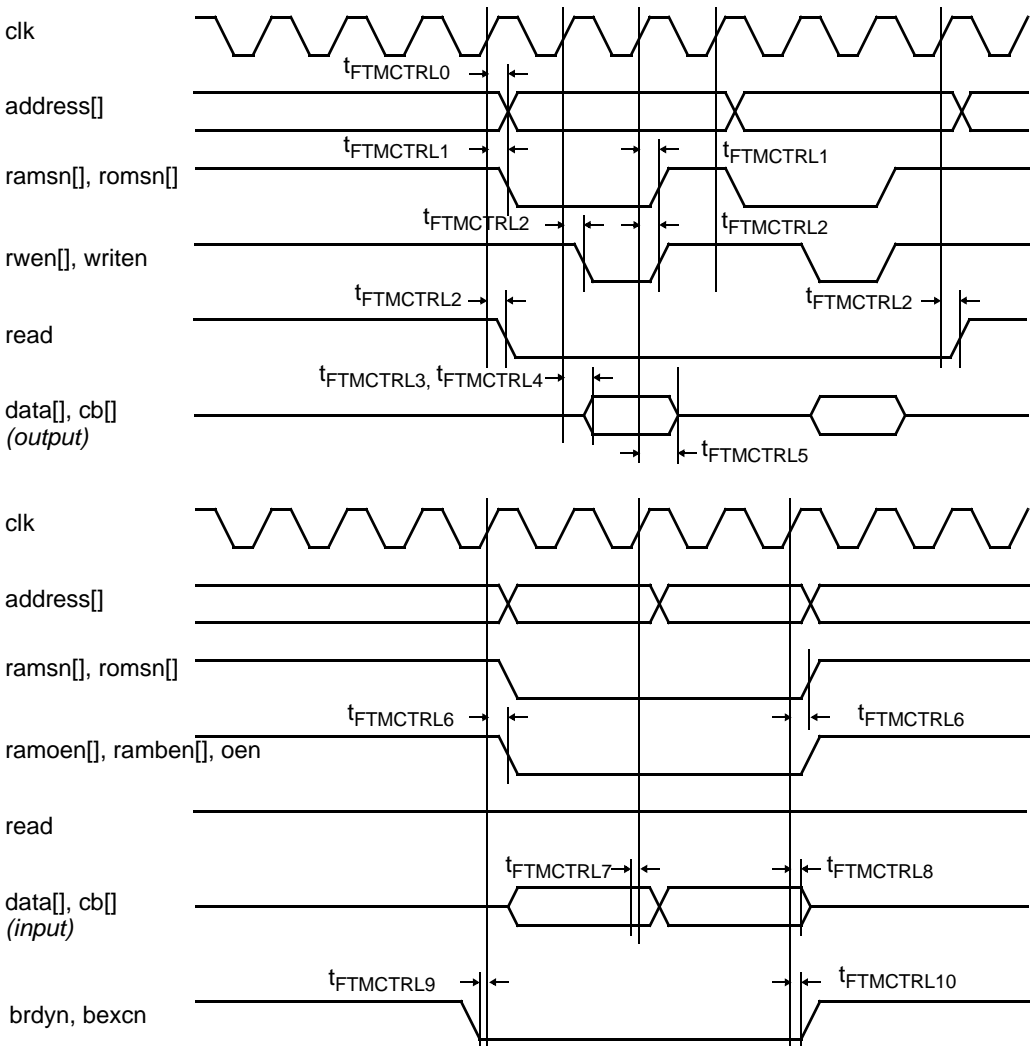 clk
tFTMCTRL0
address[]
tFTMCTRL1
tFTMCTRL1
ramsn[], romsn[]
tFTMCTRL2
tFTMCTRL2
rwen[], writen
tFTMCTRL2
tFTMCTRL2
read
tFTMCTRL3, tFTMCTRL4
data[], cb[]
(output)
tFTMCTRL5
clk
address[]
ramsn[], romsn[]
tFTMCTRL6
tFTMCTRL6
ramoen[], ramben[], oen
read
tFTMCTRL7
tFTMCTRL8
data[], cb[]
(input)
tFTMCTRL9
tFTMCTRL10
brdyn, bexcn